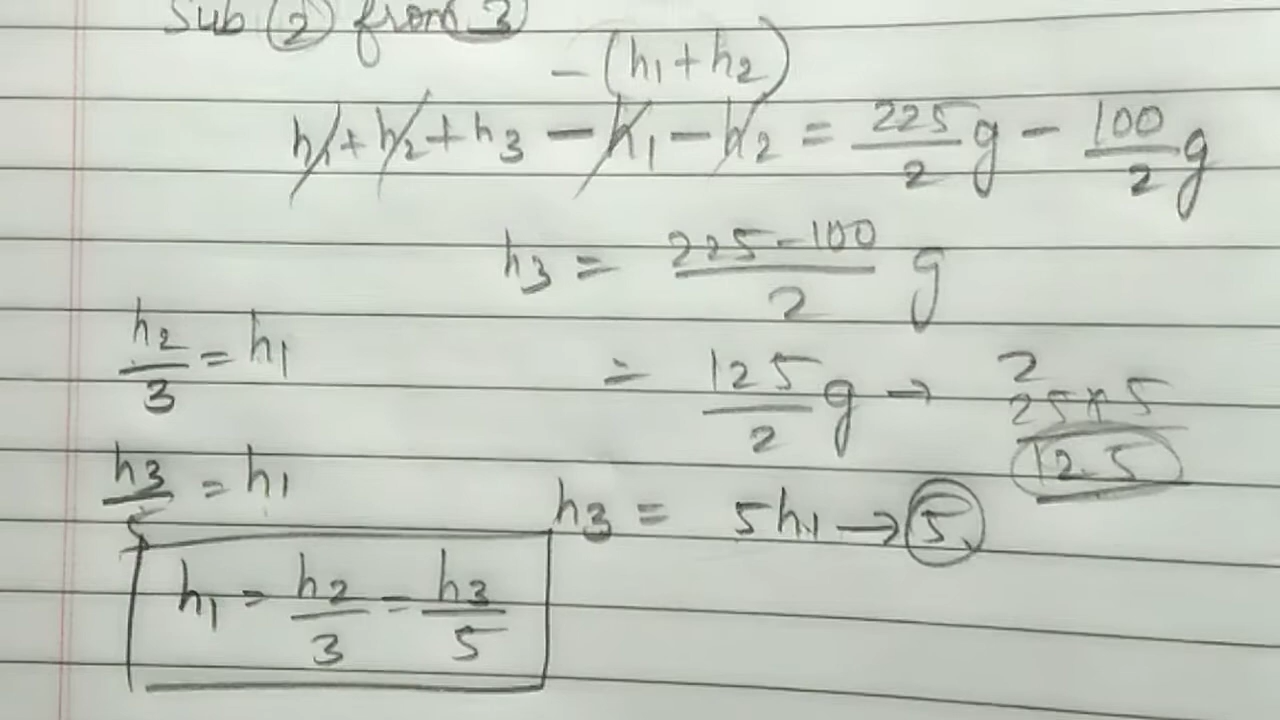 Sub (2) from (3)
- (h1 + h2)
h1 + h2 + h3 - h1 - h2 = 225/2 g - 100/2 g
h3 = 225-100/2 g
h2/3 = h1
= 125/2 g →
2
25×5
125
h3/5 = h1
h3 = 5h1 → (5)
h1 = h2/3 = h3/5